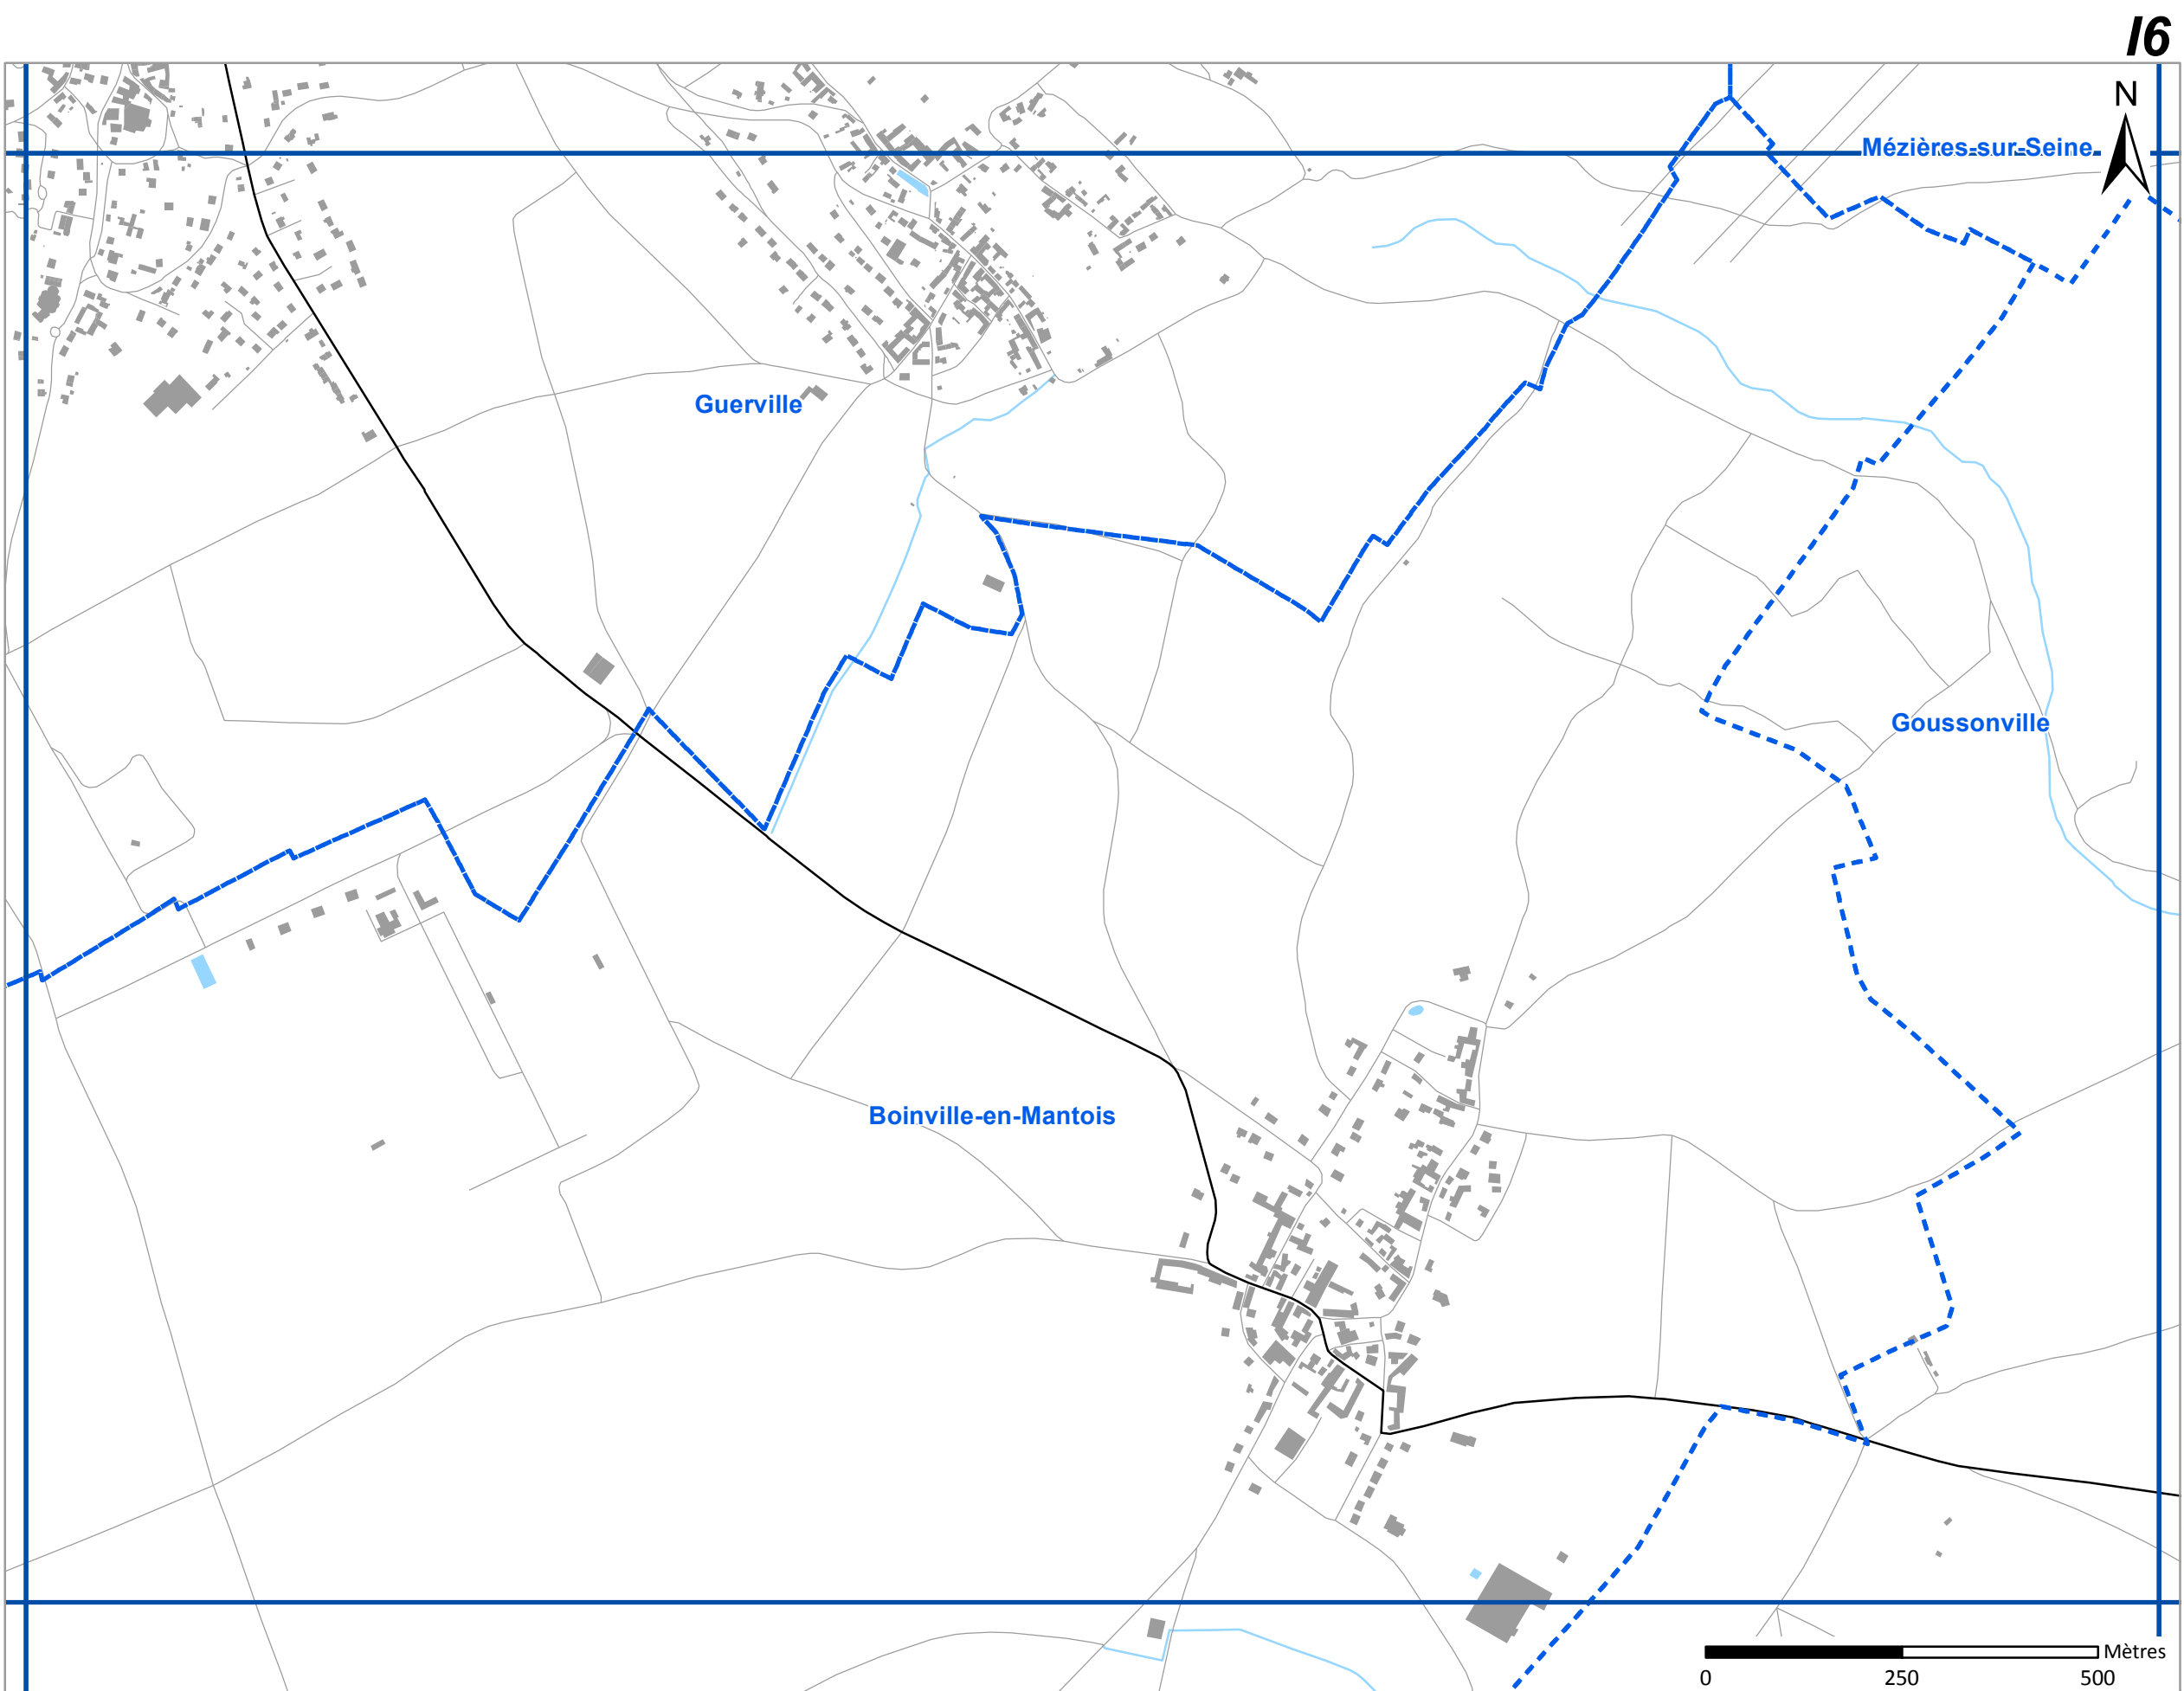 I6
N
Mézières-sur-Seine
Guerville
Goussonville
Boinville-en-Mantois
Mètres
0 250 500